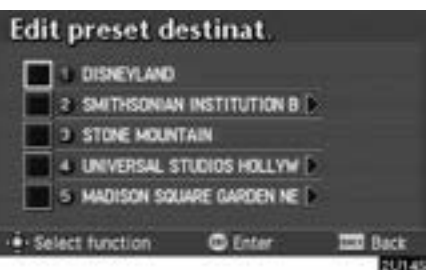 Edit preset destinat.
1 DISNEYLAND
2 SMITHSONIAN INSTITUTION B
3 STONE MOUNTAIN
4 UNIVERSAL STUDIOS HOLLYW
5 MADISON SQUARE GARDEN NE
Select function Enter Back